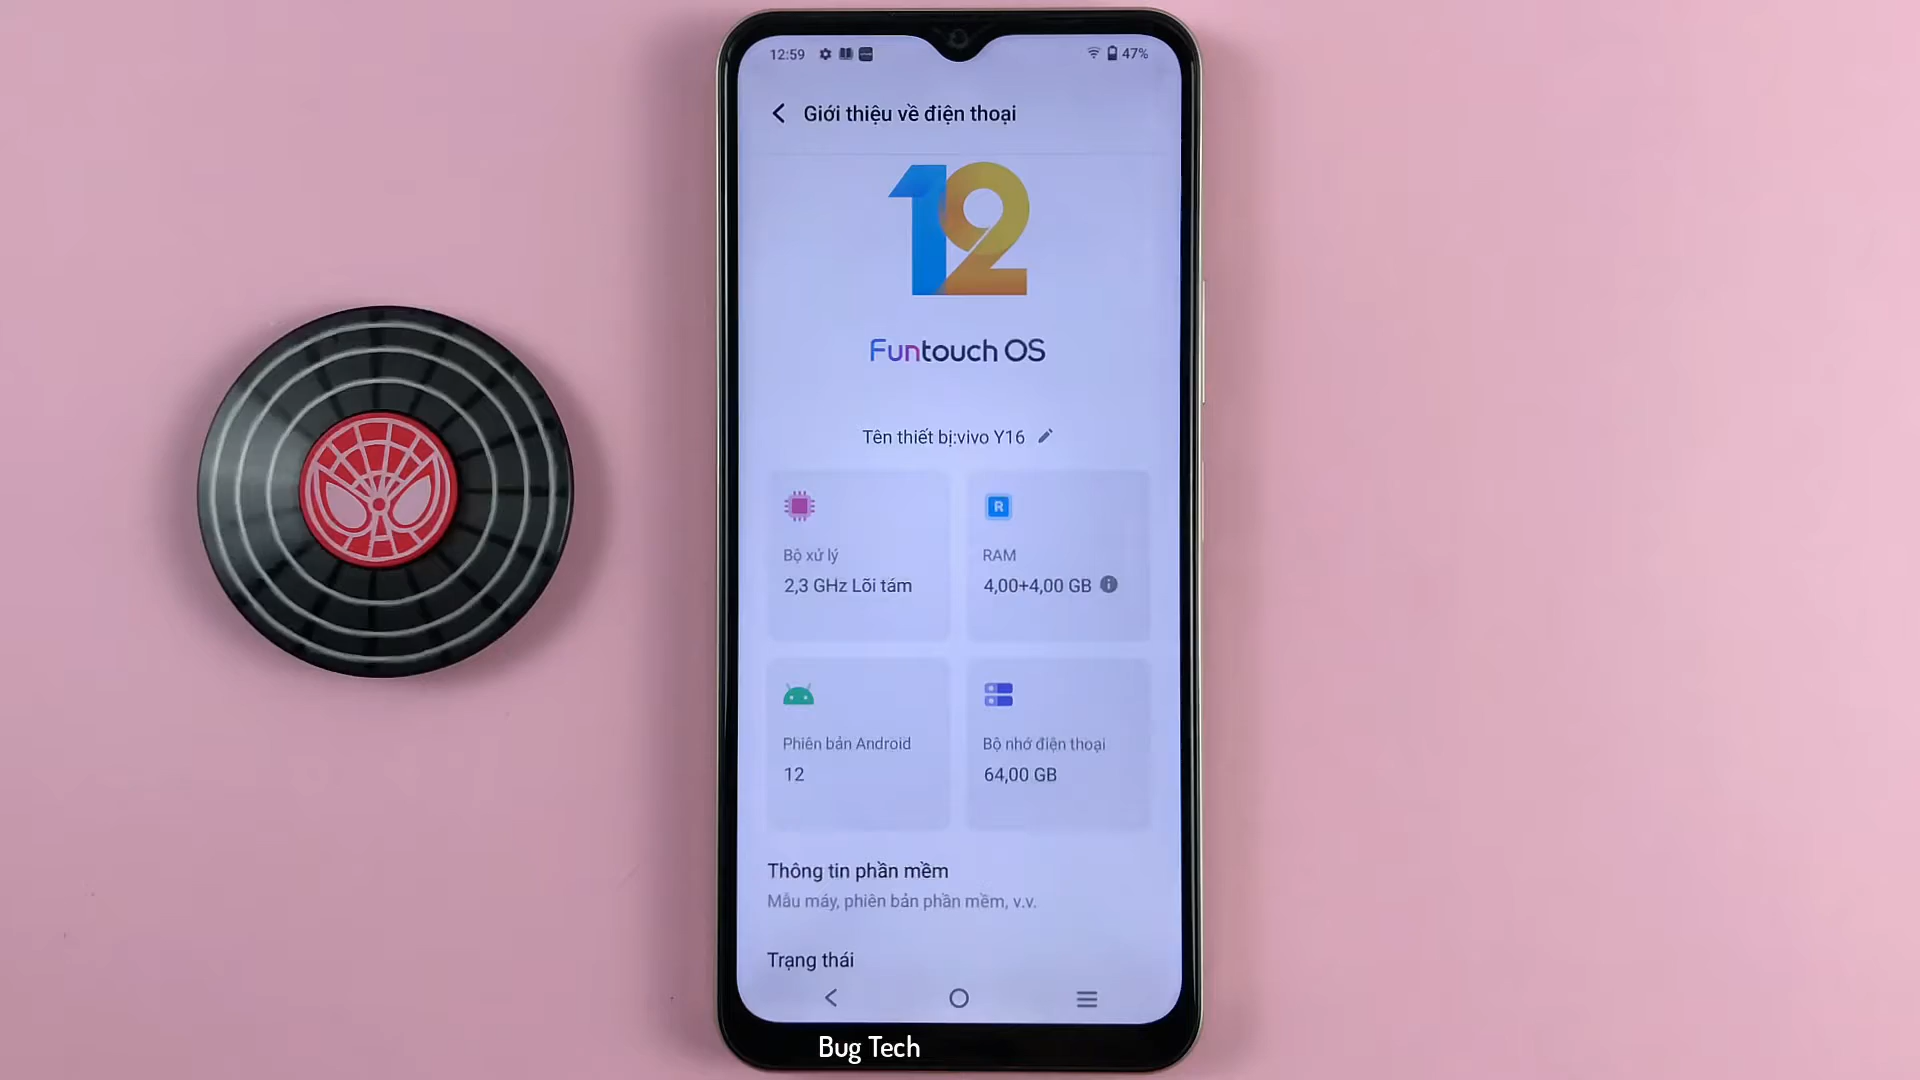 12:59
47%
Giới thiệu về điện thoại
12
Funtouch OS
Tên thiết bị:vivo Y16
Bộ xử lý
2,3 GHz Lõi tám
R
RAM
4,00+4,00 GB
Phiên bản Android
12
Bộ nhớ điện thoại
64,00 GB
Thông tin phần mềm
Mẫu máy, phiên bản phần mềm, v.v.
Trạng thái
Bug Tech